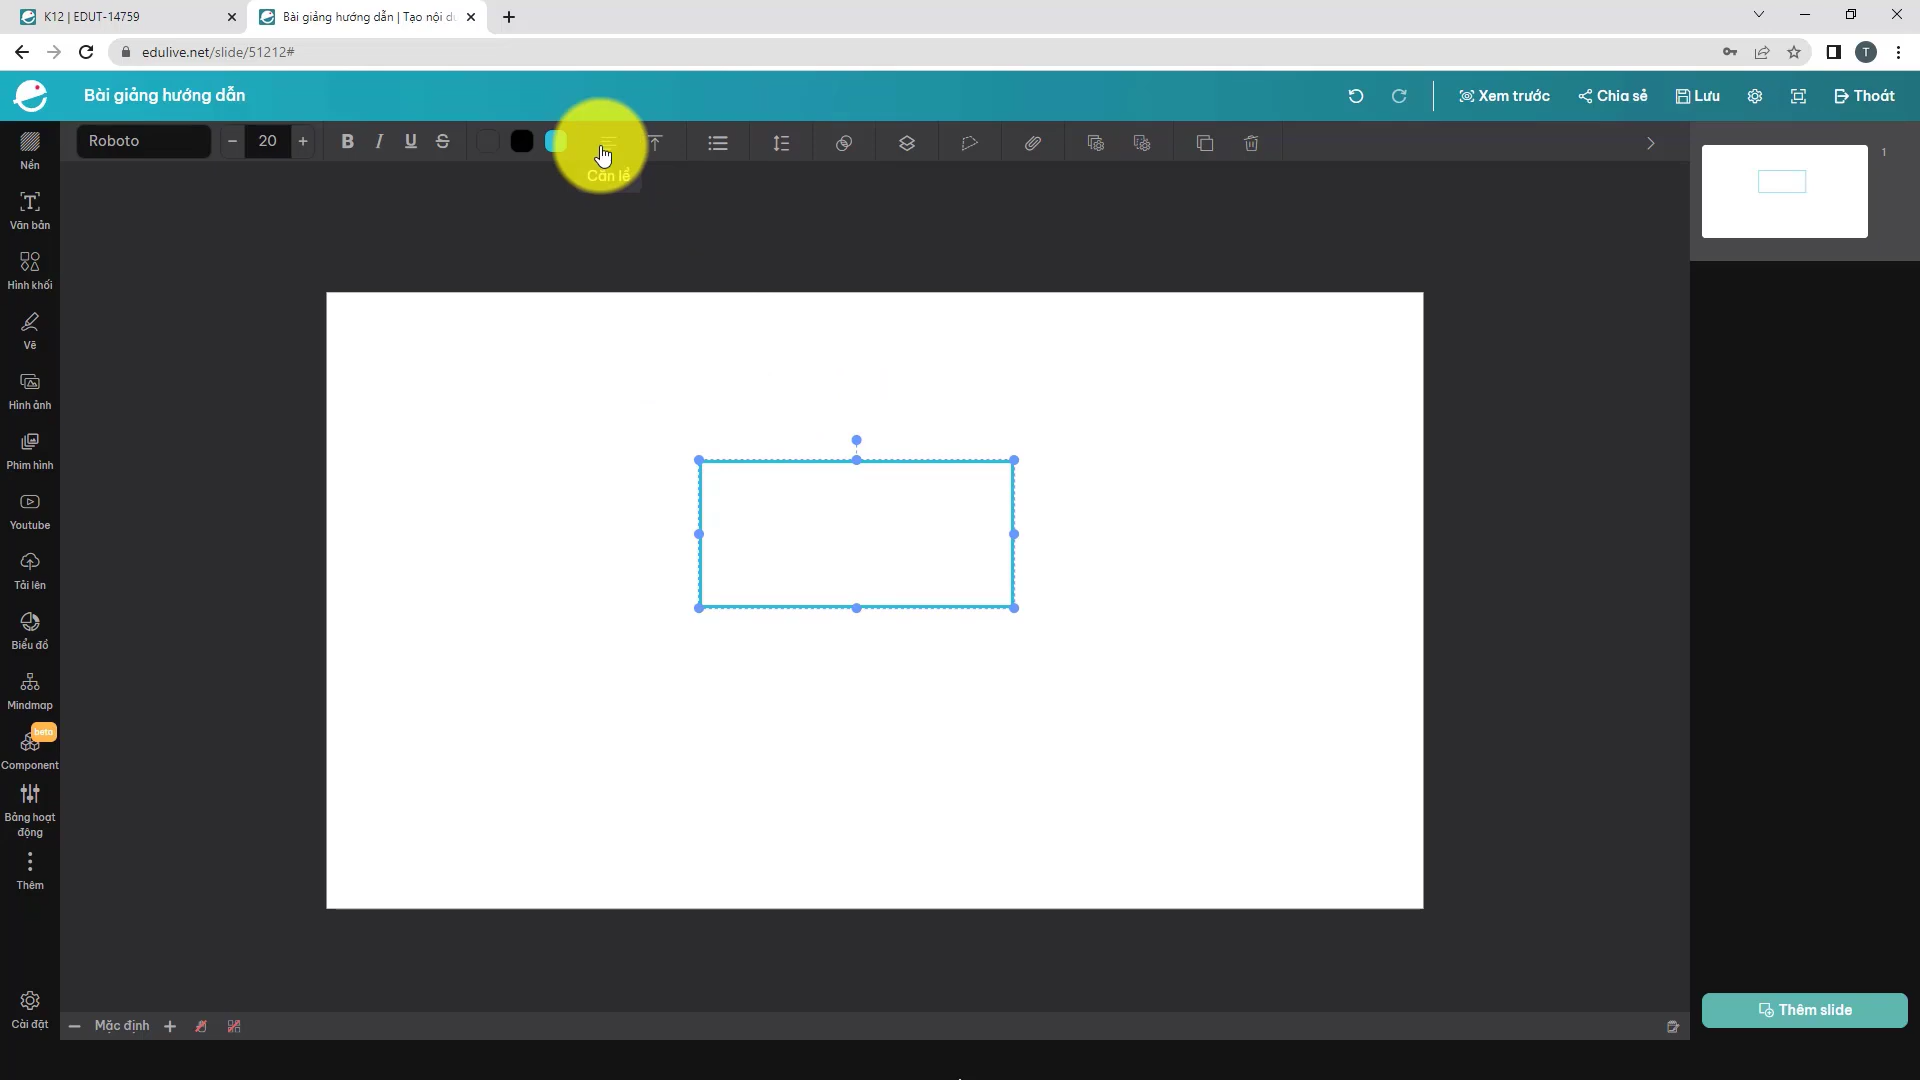 K12 | EDUT-14759
Bài giảng hướng dẫn | Tạo nội du
edulive.net/slide/51212#
T
Bài giảng hướng dẫn
Xem trước
Chia sẻ
Lưu
Thoát
Roboto
20
B I U S
Căn lề
Nền
Văn bản
Hình khối
Vẽ
Hình ảnh
Phim hình
Youtube
Tải lên
Biểu đồ
Mindmap
beta
Component
Bảng hoạt
động
Thêm
Cài đặt
Mặc định
1
Thêm slide